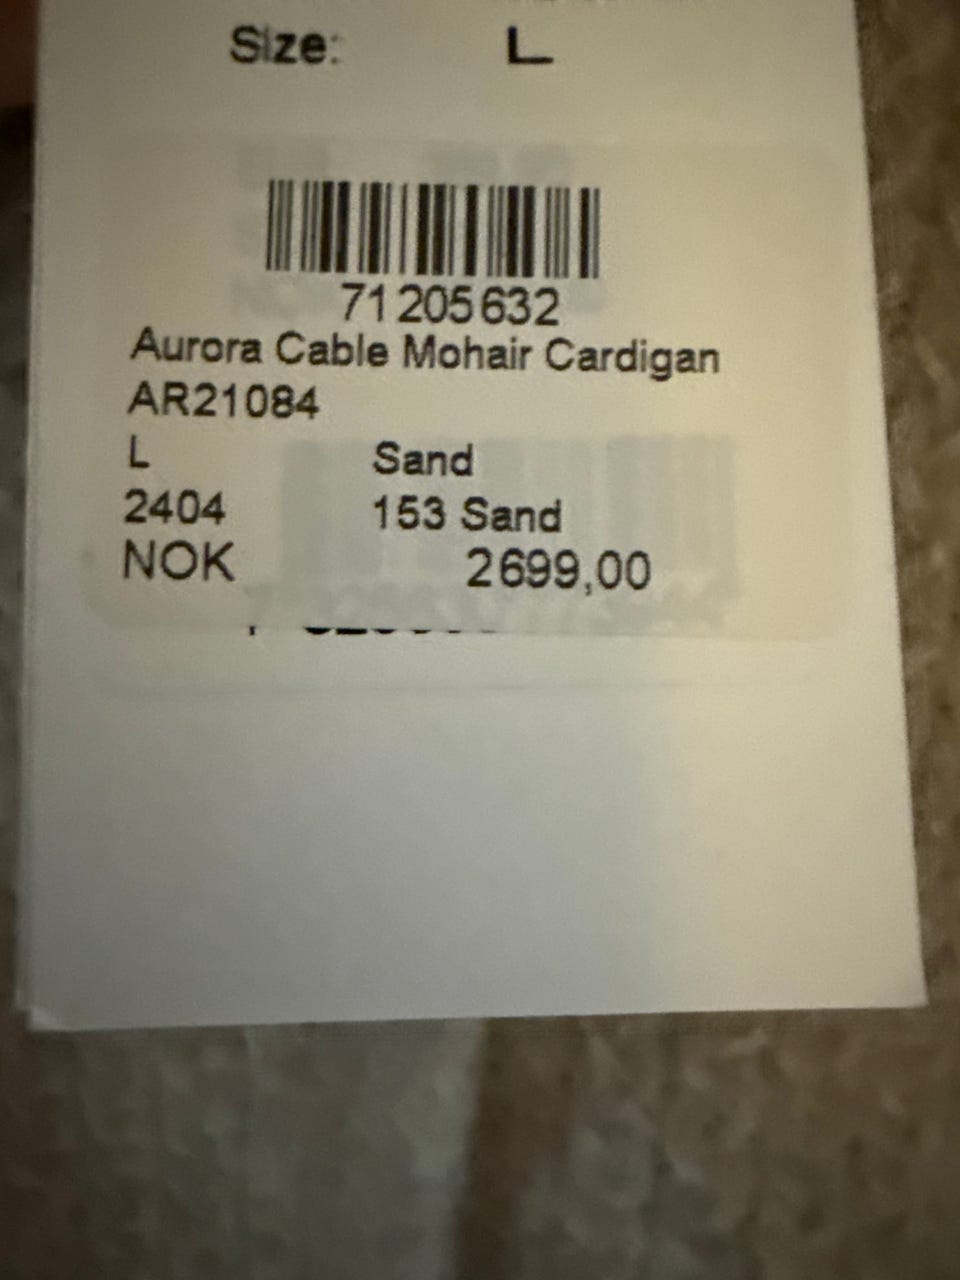 Size: L
71205632
Aurora Cable Mohair Cardigan
AR21084
L Sand
2404 153 Sand
NOK 2699,00